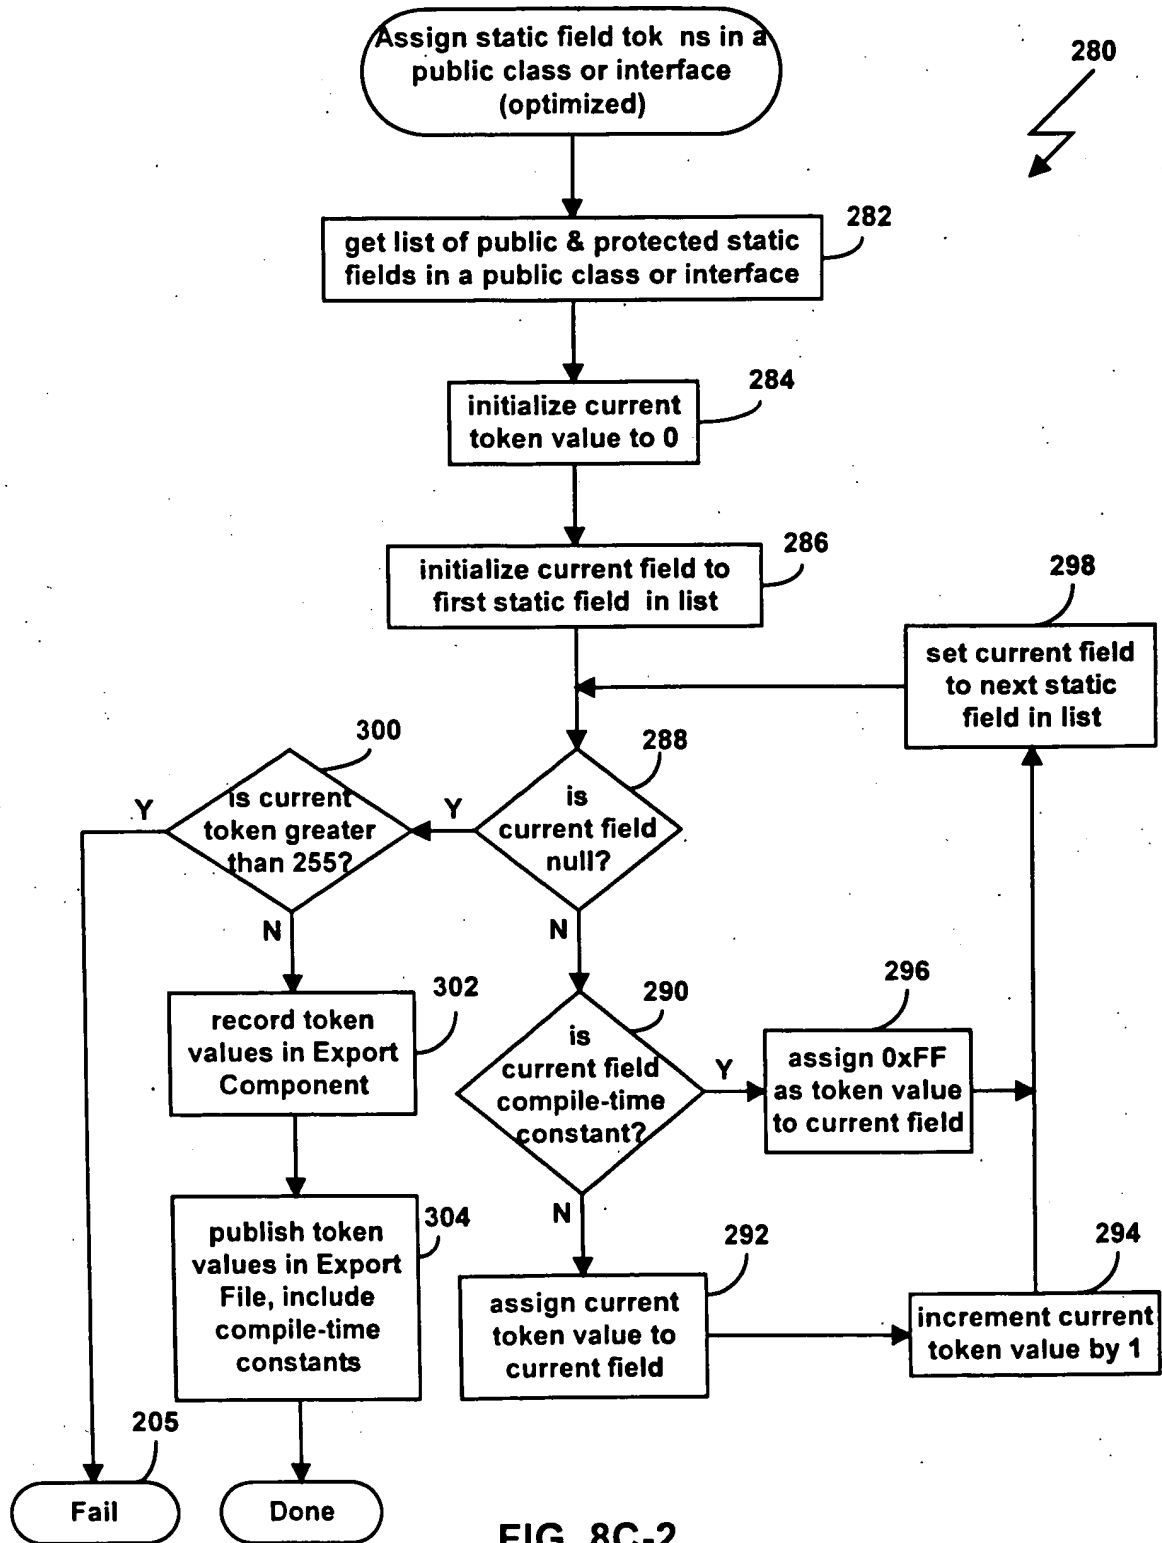 Assign static field tok ns in a
public class or interface
(optimized)
280
282
get list of public & protected static
fields in a public class or interface
284
initialize current
token value to 0
286
initialize current field to
first static field in list
298
set current field
to next static
field in list
300
is current
token greater
than 255?
Y
N
288
is
current field
null?
Y
N
302
record token
values in Export
Component
290
is
current field
compile-time
constant?
Y
N
296
assign 0xFF
as token value
to current field
304
publish token
values in Export
File, include
compile-time
constants
292
assign current
token value to
current field
294
increment current
token value by 1
205
Fail
Done
FIG. 8C-2